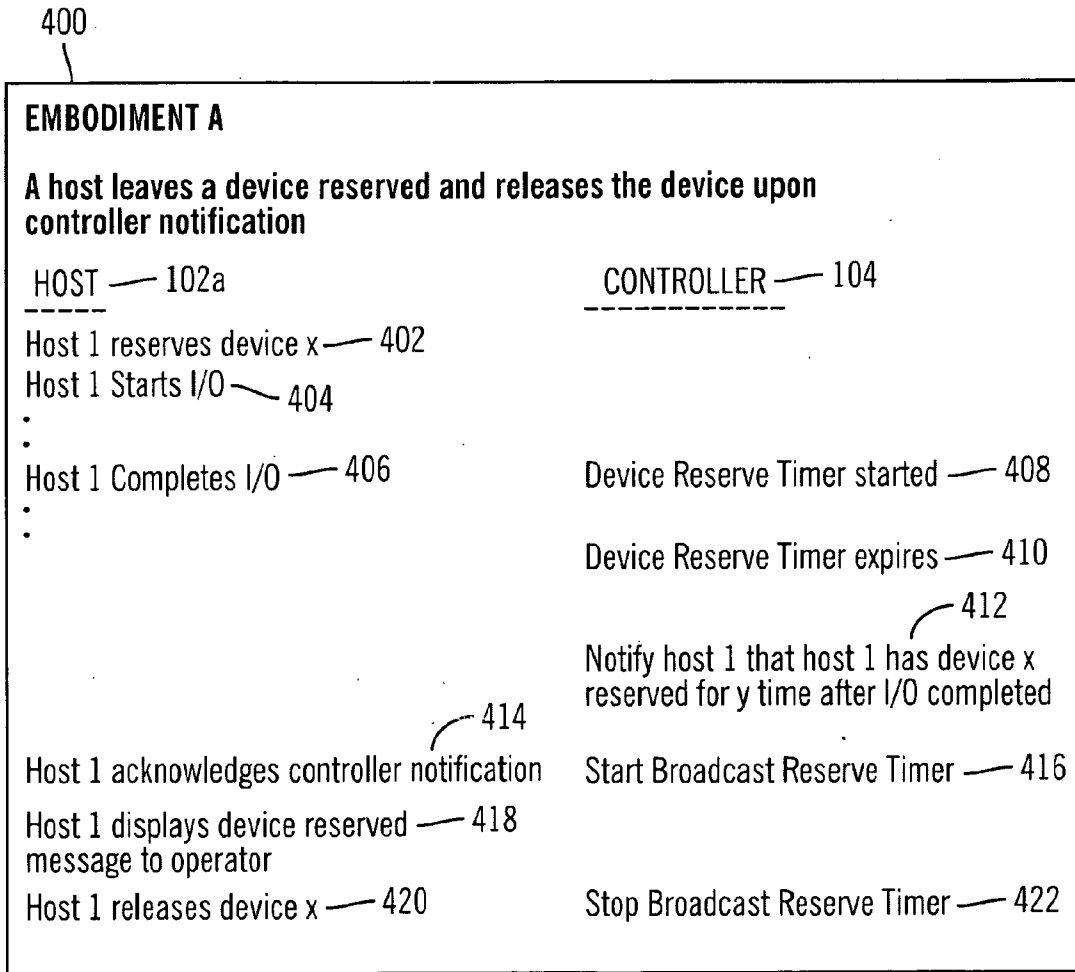 400
EMBODIMENT A
A host leaves a device reserved and releases the device upon
controller notification
HOST 102a
CONTROLLER 104
Host 1 reserves device x 402
Host 1 Starts I/O 404
Host 1 Completes I/O 406
Device Reserve Timer started 408
Device Reserve Timer expires 410
412
Notify host 1 that host 1 has device x
reserved for y time after I/O completed
414
Host 1 acknowledges controller notification
Start Broadcast Reserve Timer 416
Host 1 displays device reserved 418
message to operator
Host 1 releases device x 420
Stop Broadcast Reserve Timer 422